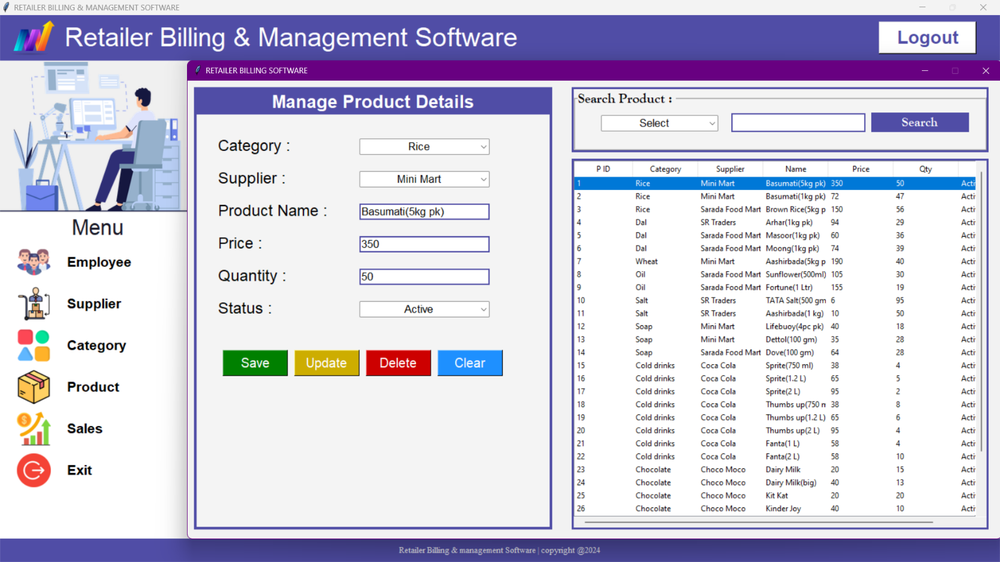 RETAILER BILLING & MANAGEMENT SOFTWARE
Retailer Billing & Management Software
Logout
RETAILER BILLING SOFTWARE
Manage Product Details
Category : Rice
Supplier : Mini Mart
Product Name : Basumati(5kg pk)
Price : 350
Quantity : 50
Status : Active
Save Update Delete Clear
Search Product :
Select Search
P ID Category Supplier Name Price Qty
1 Rice Mini Mart Basumati(5kg pk) 350 50 Acti
2 Rice Mini Mart Basumati(1kg pk) 72 47 Acti
3 Rice Sarada Food Mart Brown Rice(5kg p 150 56 Acti
4 Dal SR Traders Arhar(1kg pk) 94 29 Acti
5 Dal Sarada Food Mart Masoor(1kg pk) 60 36 Acti
6 Dal Sarada Food Mart Moong(1kg pk) 74 39 Acti
7 Wheat Mini Mart Aashirbada(5kg p 190 40 Acti
8 Oil Sarada Food Mart Sunflower(500ml) 105 30 Acti
9 Oil Sarada Food Mart Fortune(1 Ltr) 155 19 Acti
10 Salt SR Traders TATA Salt(500 gm 6 95 Acti
11 Salt SR Traders Aashirbada(1 kg) 10 50 Acti
12 Soap Mini Mart Lifebuoy(4pc pk) 40 18 Acti
13 Soap Mini Mart Dettol(100 gm) 35 28 Acti
14 Soap Sarada Food Mart Dove(100 gm) 64 28 Acti
15 Cold drinks Coca Cola Sprite(750 ml) 38 4 Acti
16 Cold drinks Coca Cola Sprite(1.2 L) 65 5 Acti
17 Cold drinks Coca Cola Sprite(2 L) 95 2 Acti
18 Cold drinks Coca Cola Thumbs up(750 m 38 8 Acti
19 Cold drinks Coca Cola Thumbs up(1.2 L) 65 6 Acti
20 Cold drinks Coca Cola Thumbs up(2 L) 95 4 Acti
21 Cold drinks Coca Cola Fanta(1 L) 58 4 Acti
22 Cold drinks Coca Cola Fanta(2 L) 58 10 Acti
23 Chocolate Choco Moco Dairy Milk 20 15 Acti
24 Chocolate Choco Moco Dairy Milk(big) 40 13 Acti
25 Chocolate Choco Moco Kit Kat 20 20 Acti
26 Chocolate Choco Moco Kinder Joy 40 10 Acti
Menu
Employee
Supplier
Category
Product
Sales
Exit
Retailer Billing & management Software | copyright @2024